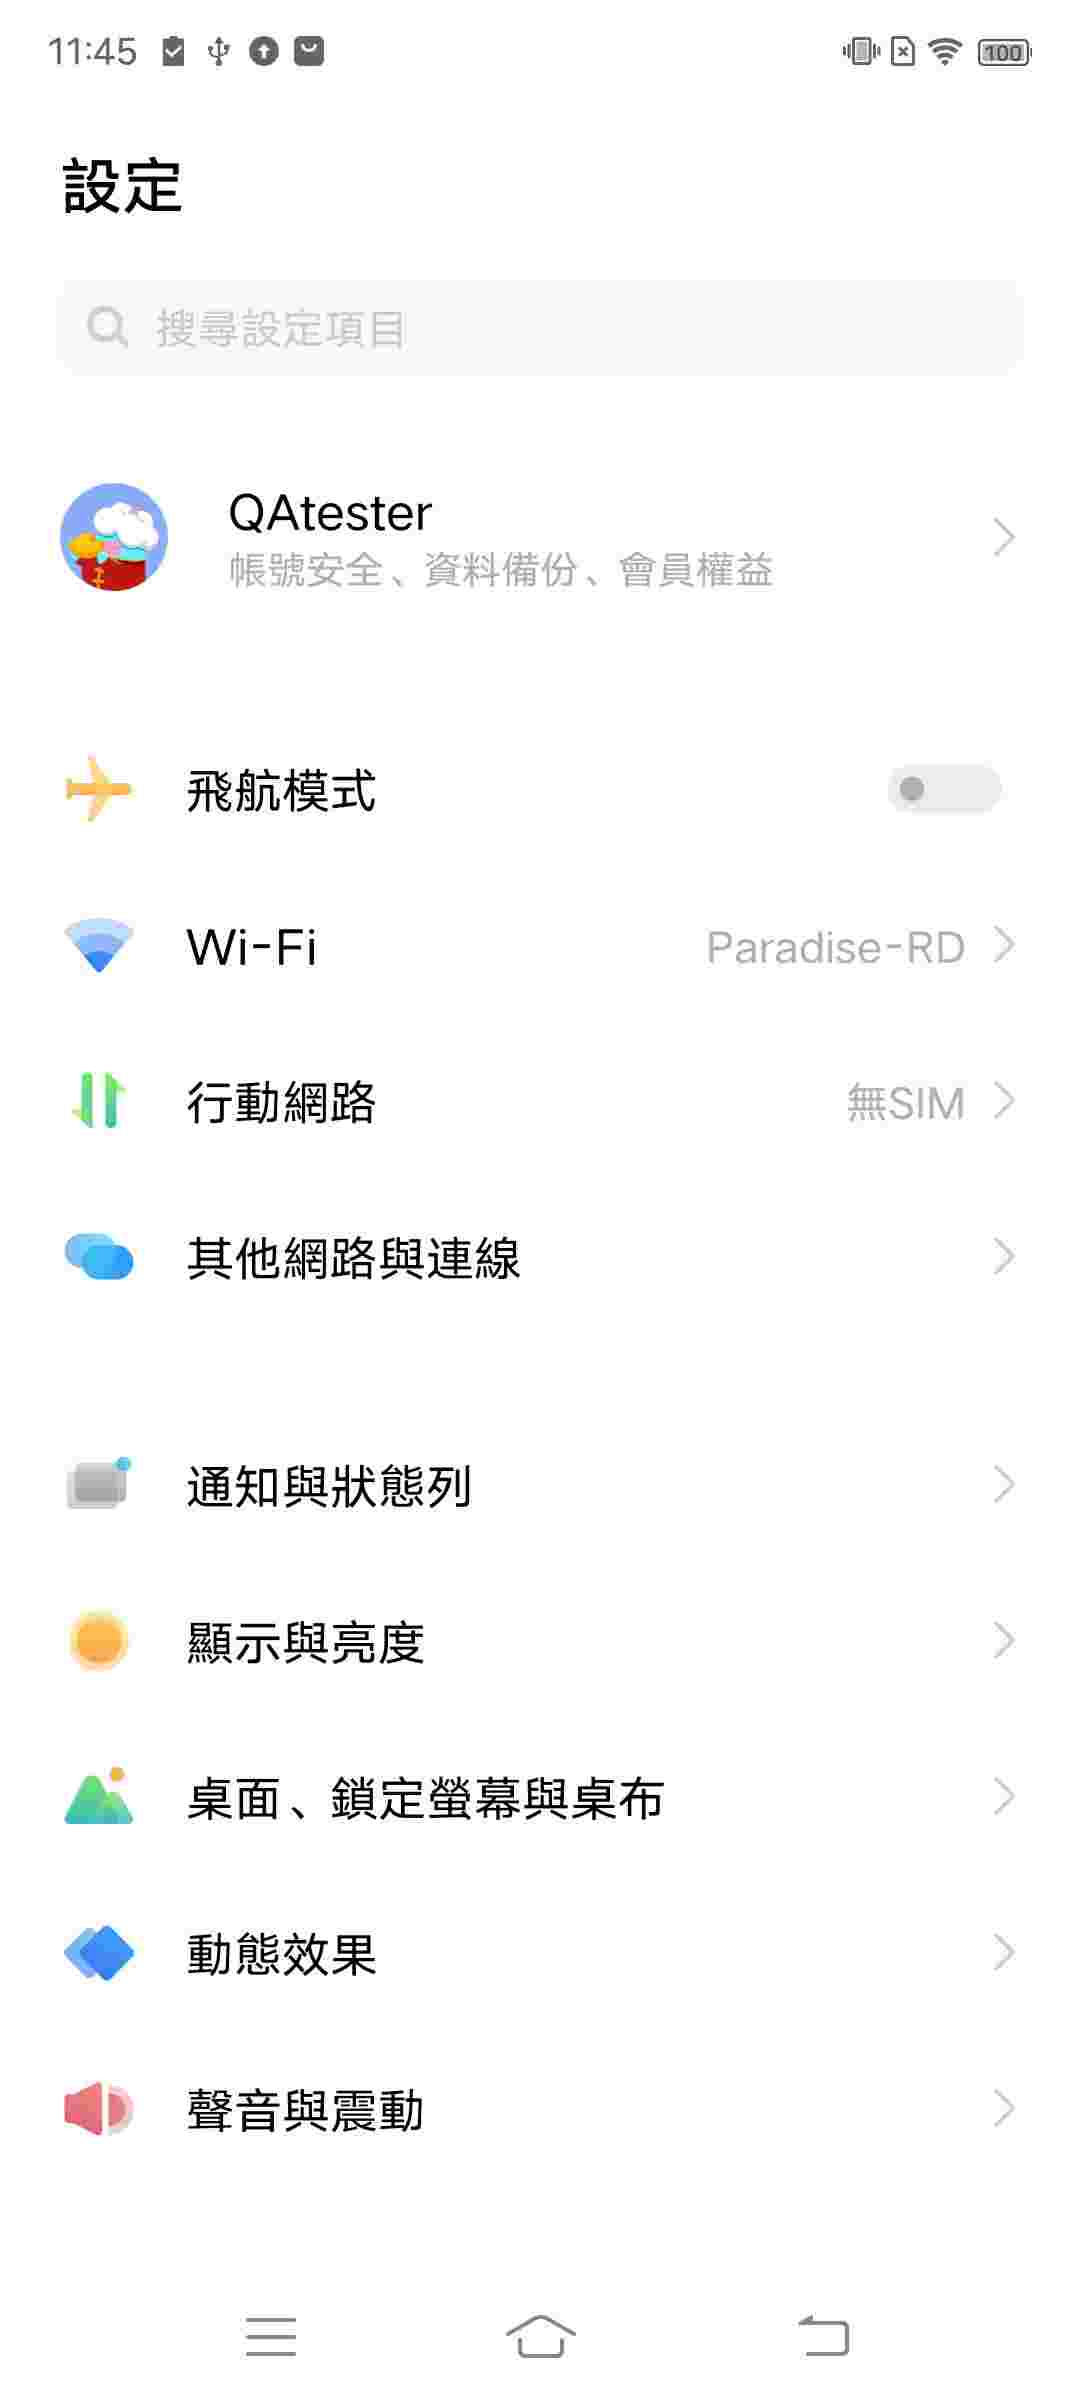 11:45
100
設定
搜尋設定項目
QAtester
帳號安全、資料備份、會員權益
飛航模式
Wi-Fi
Paradise-RD
行動網路
無SIM
其他網路與連線
通知與狀態列
顯示與亮度
桌面、鎖定螢幕與桌布
動態效果
聲音與震動